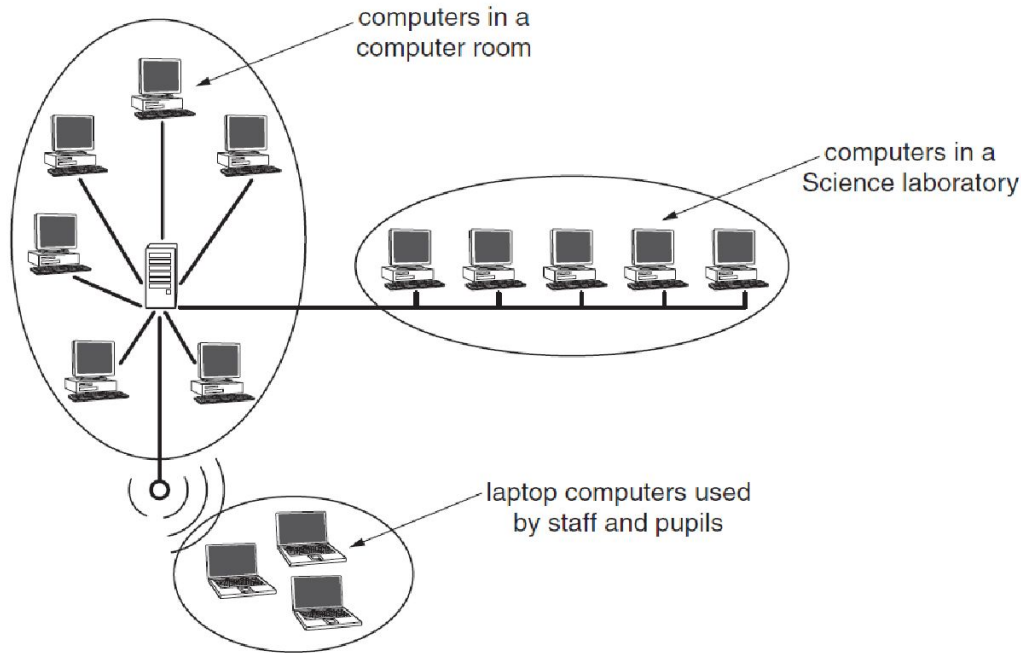 computers in a
computer room
computers in a
Science laboratory
laptop computers used
by staff and pupils